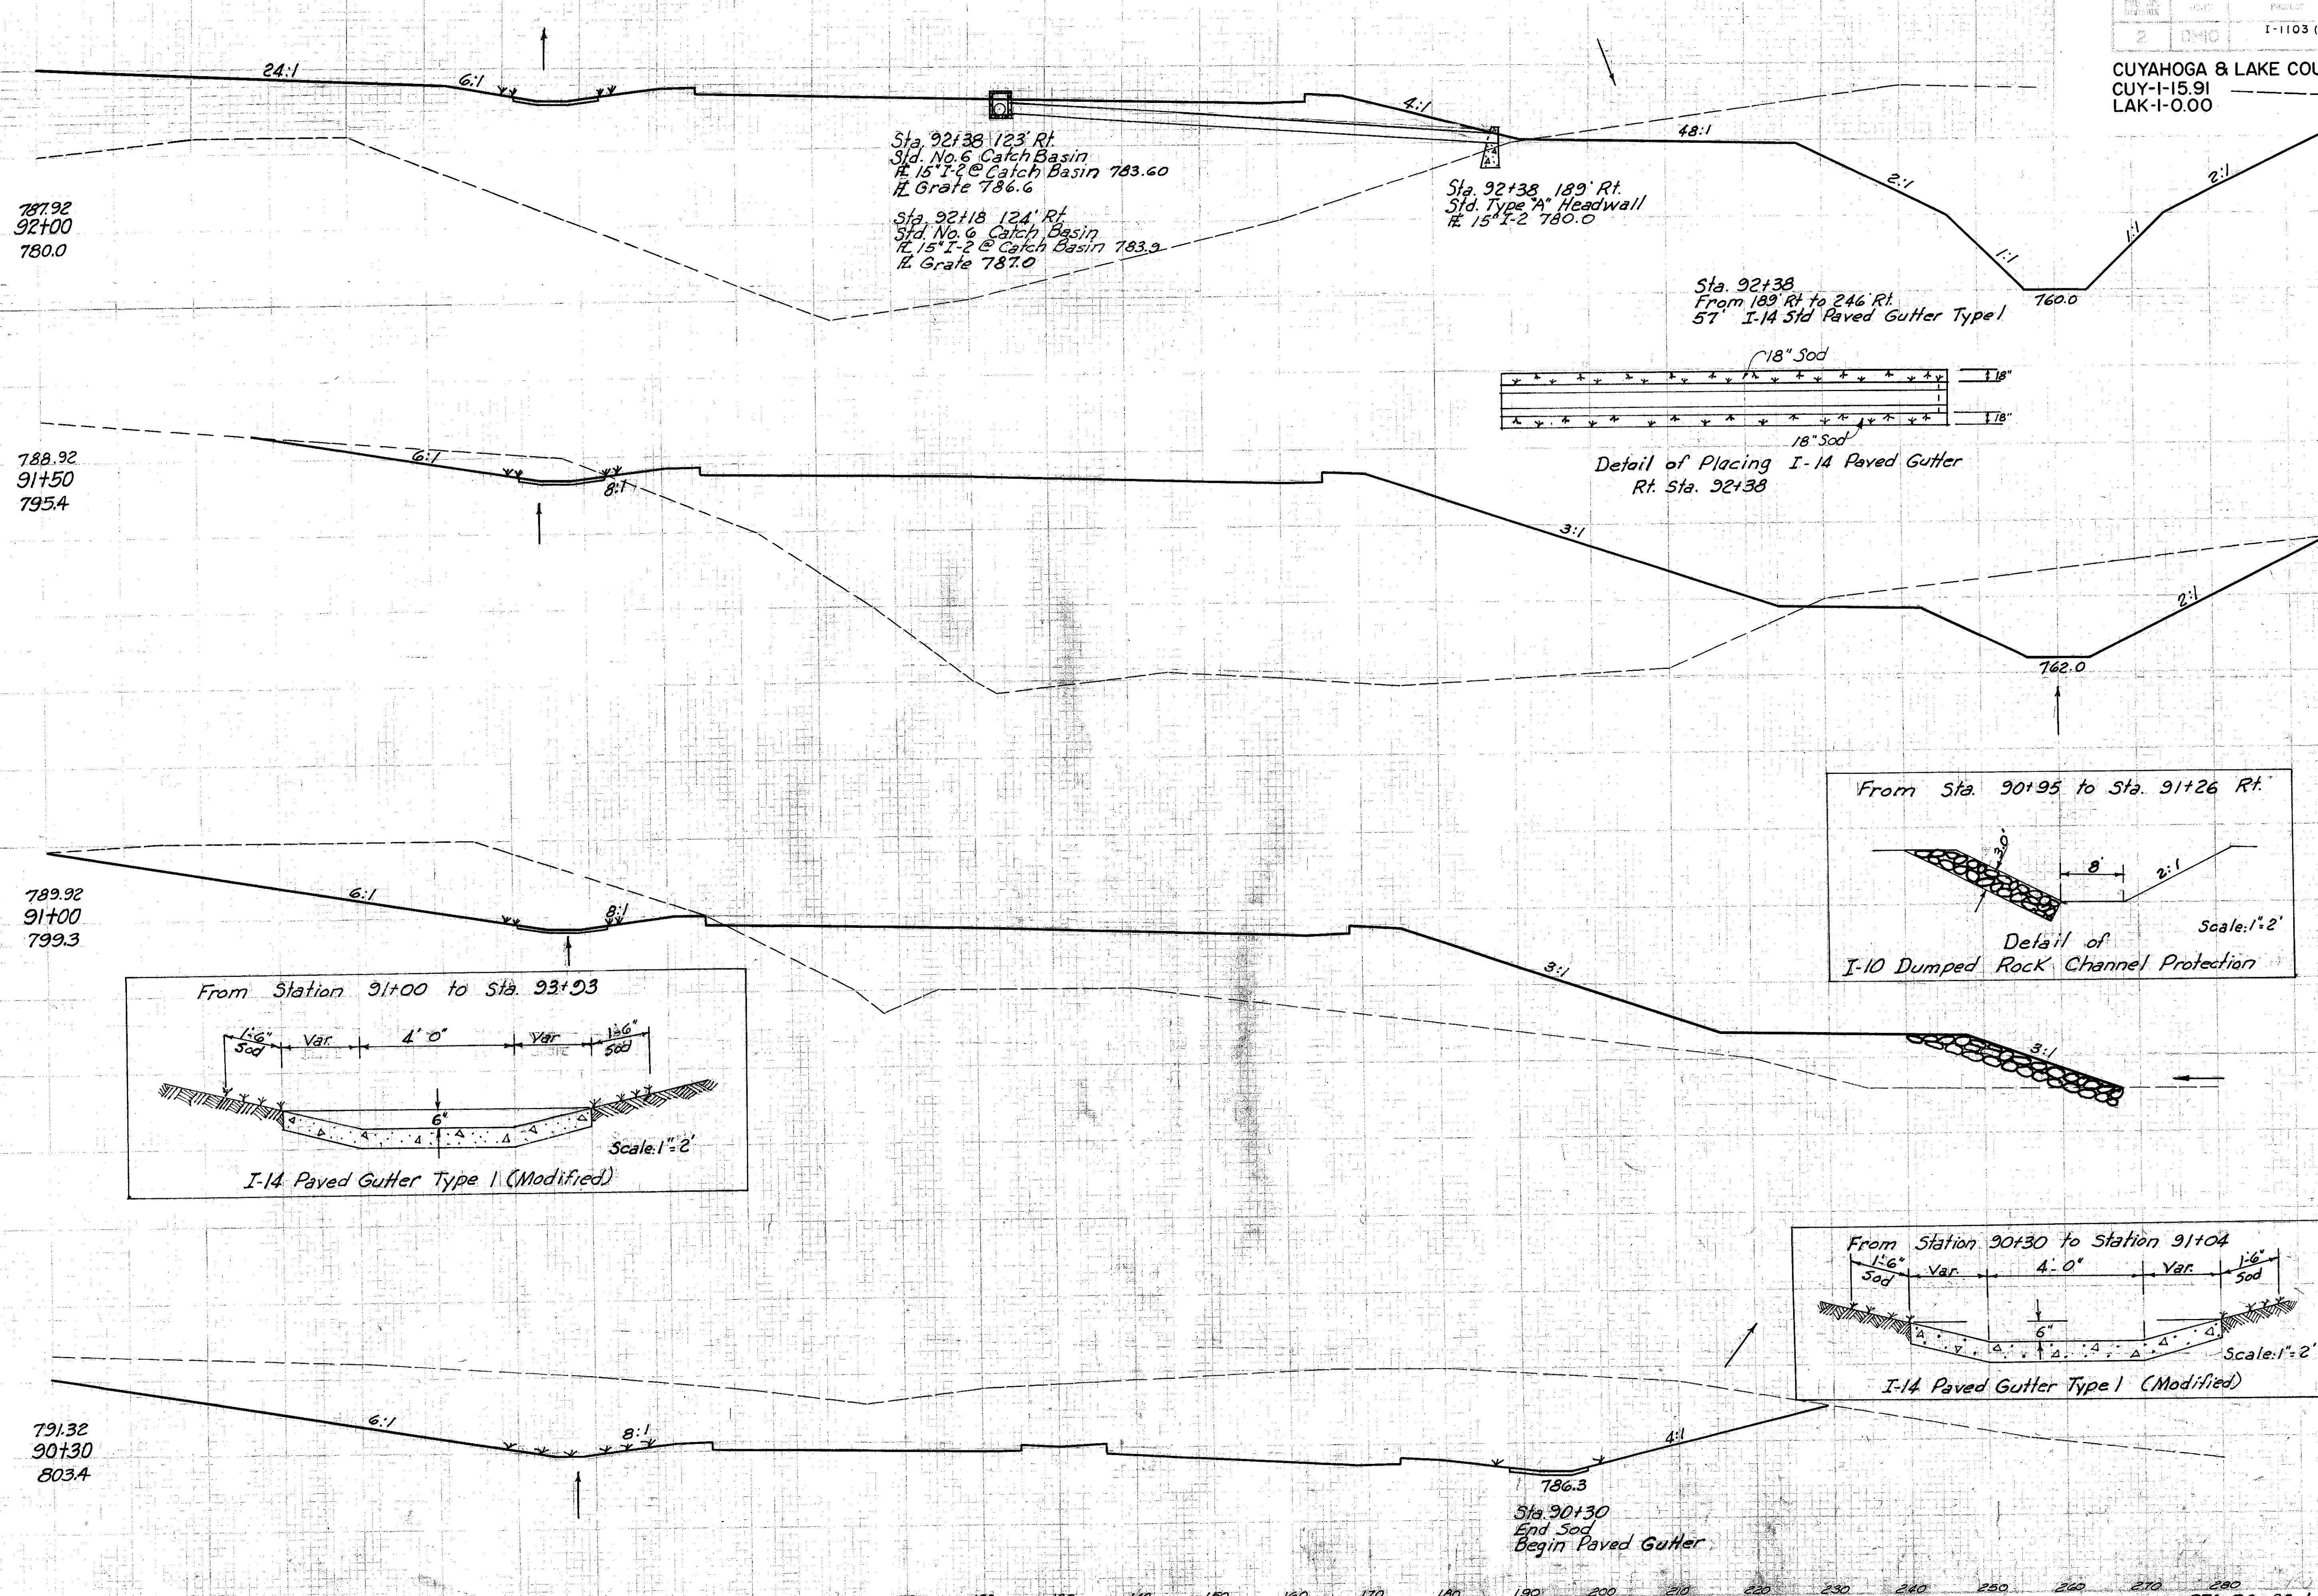 2 OHIO I-1103 (
CUYAHOGA & LAKE COU
CUY-1-15.91
LAK-1-0.00
24:1
6:1
4:1
48:1
2:1
2:1
1:1
1:1
760.0
787.92
92+00
780.0
Sta. 92+38 123' Rt.
Std. No. 6 Catch Basin
℄ 15" I-2 @ Catch Basin 783.60
℄ Grate 786.6
Sta. 92+18 124' Rt.
Std. No. 6 Catch Basin
℄ 15" I-2 @ Catch Basin 783.9
℄ Grate 787.0
Sta. 92+38 189' Rt.
Std. Type "A" Headwall
℄ 15" I-2 780.0
Sta. 92+38
From 189' Rt to 246' Rt.
57' I-14 Std Paved Gutter Type 1
18" Sod
18"
18"
18" Sod
Detail of Placing I-14 Paved Gutter
Rt. Sta. 92+38
788.92
91+50
795.4
6:1
8:1
3:1
2:1
762.0
From Sta. 90+95 to Sta. 91+26 Rt.
3.0'
8'
2:1
Scale: 1"=2'
Detail of
I-10 Dumped Rock Channel Protection
789.92
91+00
799.3
6:1
8:1
3:1
3:1
From Station 91+00 to Sta. 93+93
1'-6" Var. 4'-0" Var 1'-6"
Sod Sod
6"
Scale: 1"=2'
I-14 Paved Gutter Type 1 (Modified)
From Station 90+30 to Station 91+04
1'-6" Var. 4'-0" Var. 1'-6"
Sod Sod
6"
Scale: 1"=2'
I-14 Paved Gutter Type 1 (Modified)
791.32
90+30
803.4
6:1
8:1
4:1
786.3
Sta. 90+30
End Sod
Begin Paved Gutter
150 160 170 180 190 200 210 220 230 240 250 260 270 280